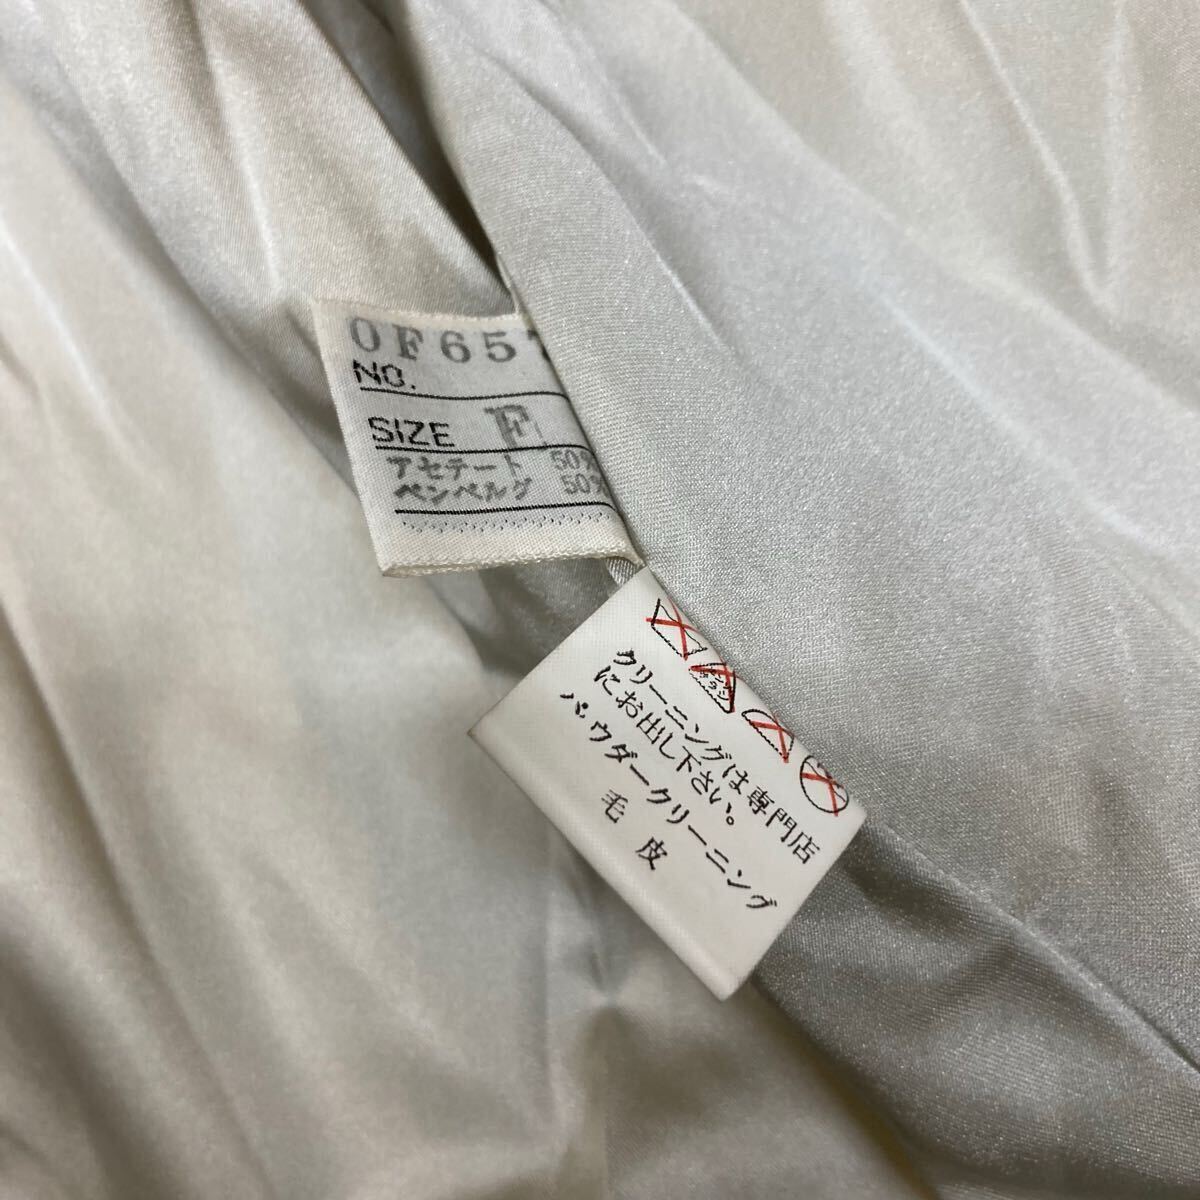 0F657
NO.
SIZE F
アセテート 50%
ベンベルグ 50%
クリーニングは専門店
にお出し下さい。
パウダークリーニング
毛皮